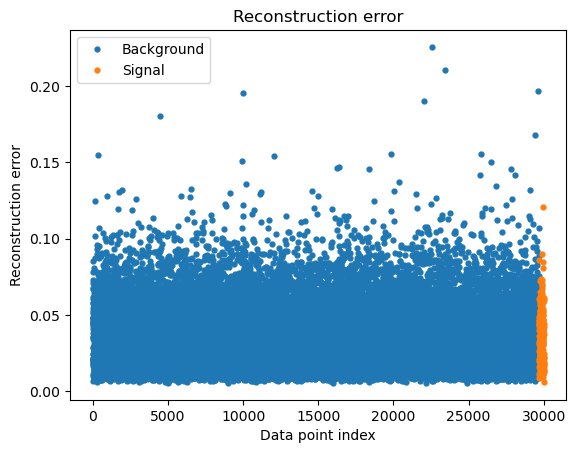 Reconstruction error
Background
Signal
0.20
0.15
0.10
0.05
0.00
Reconstruction error
0 5000 10000 15000 20000 25000 30000
Data point index